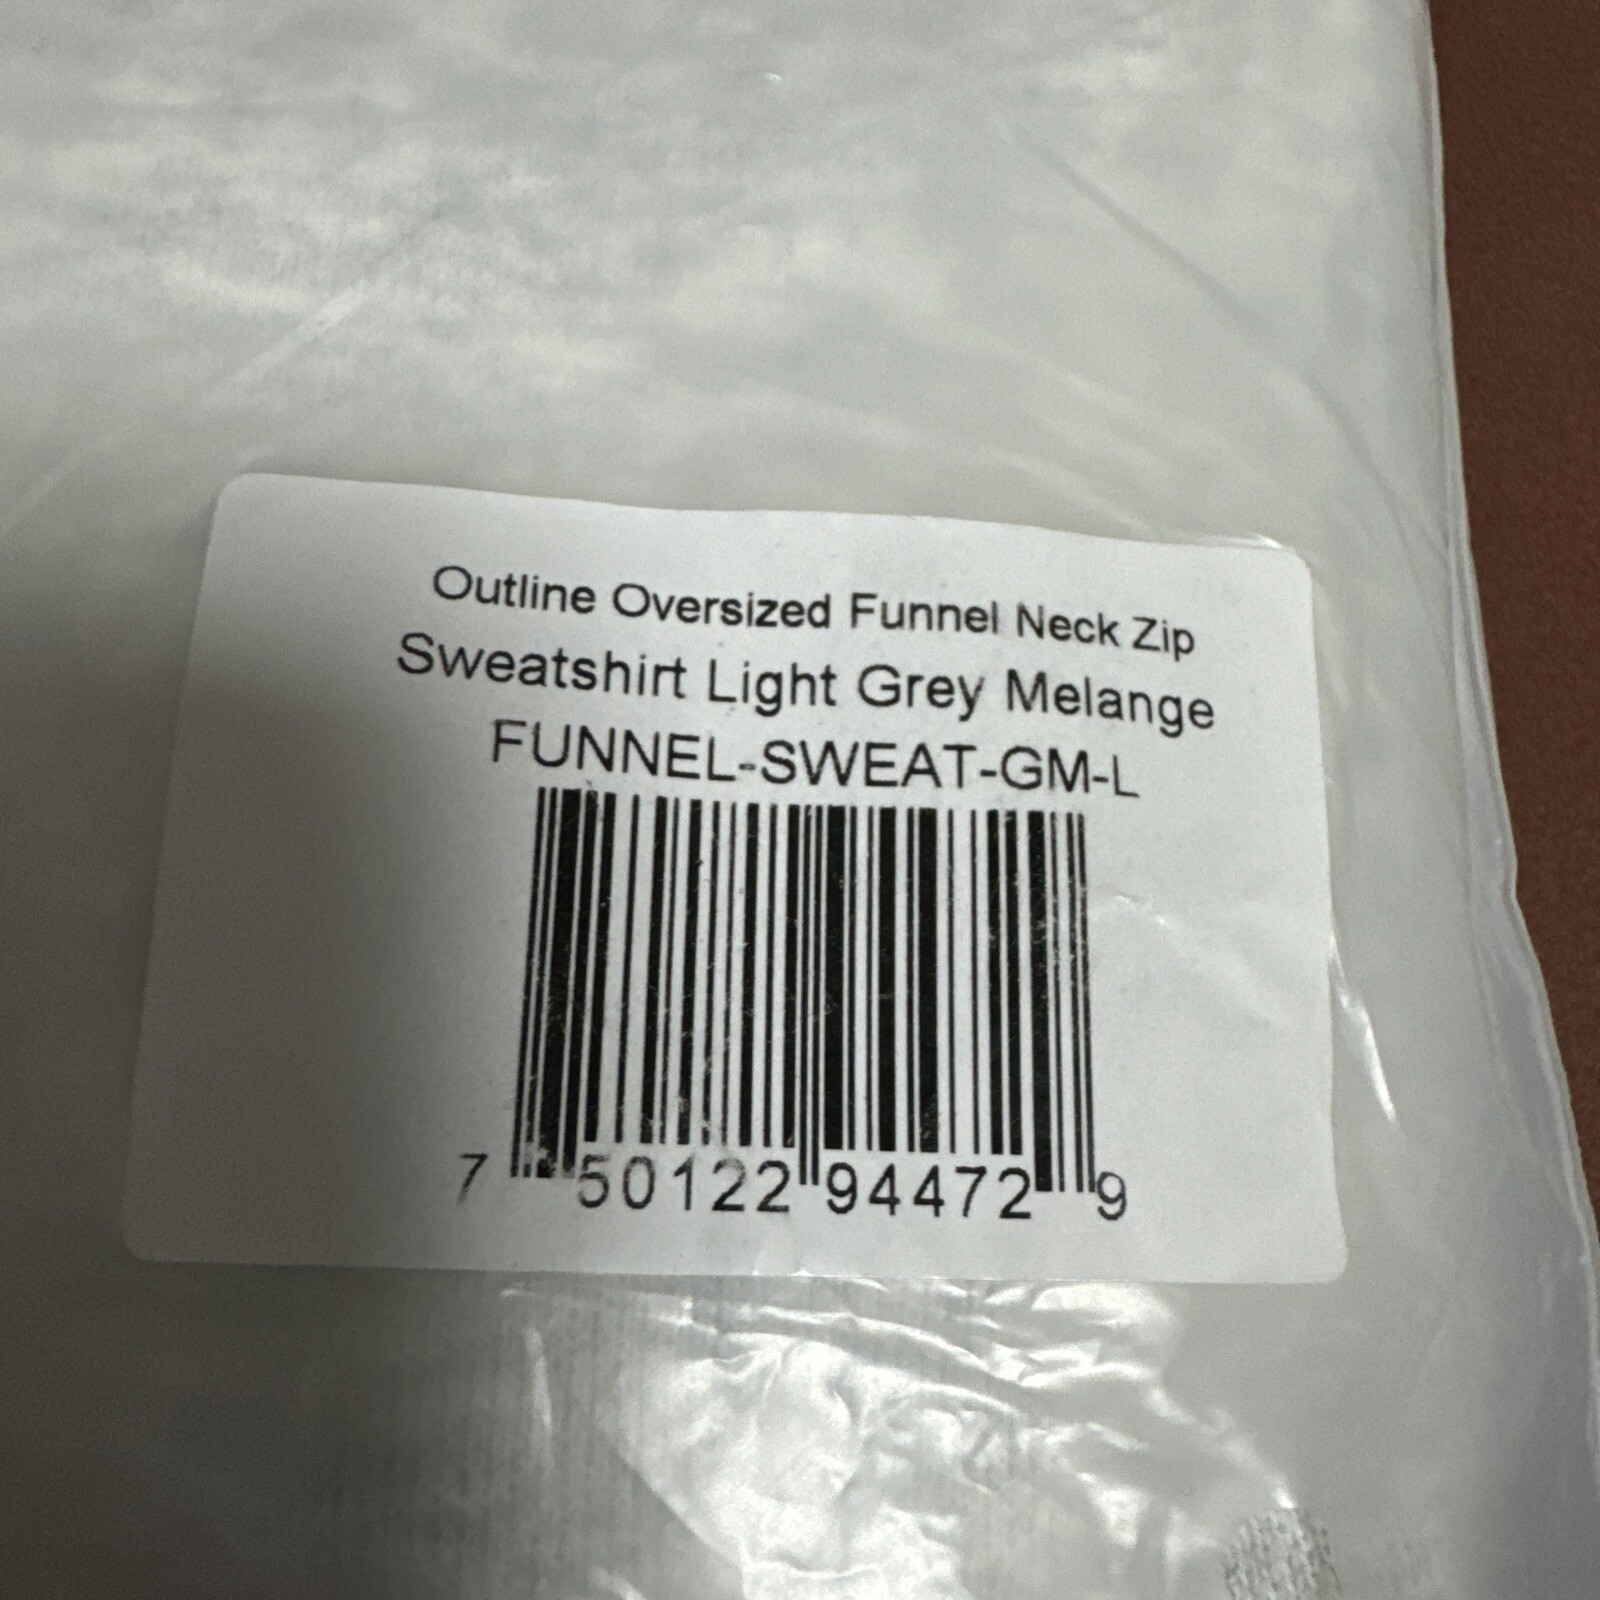 Outline Oversized Funnel Neck Zip
Sweatshirt Light Grey Melange
FUNNEL-SWEAT-GM-L
7 50122 94472 9